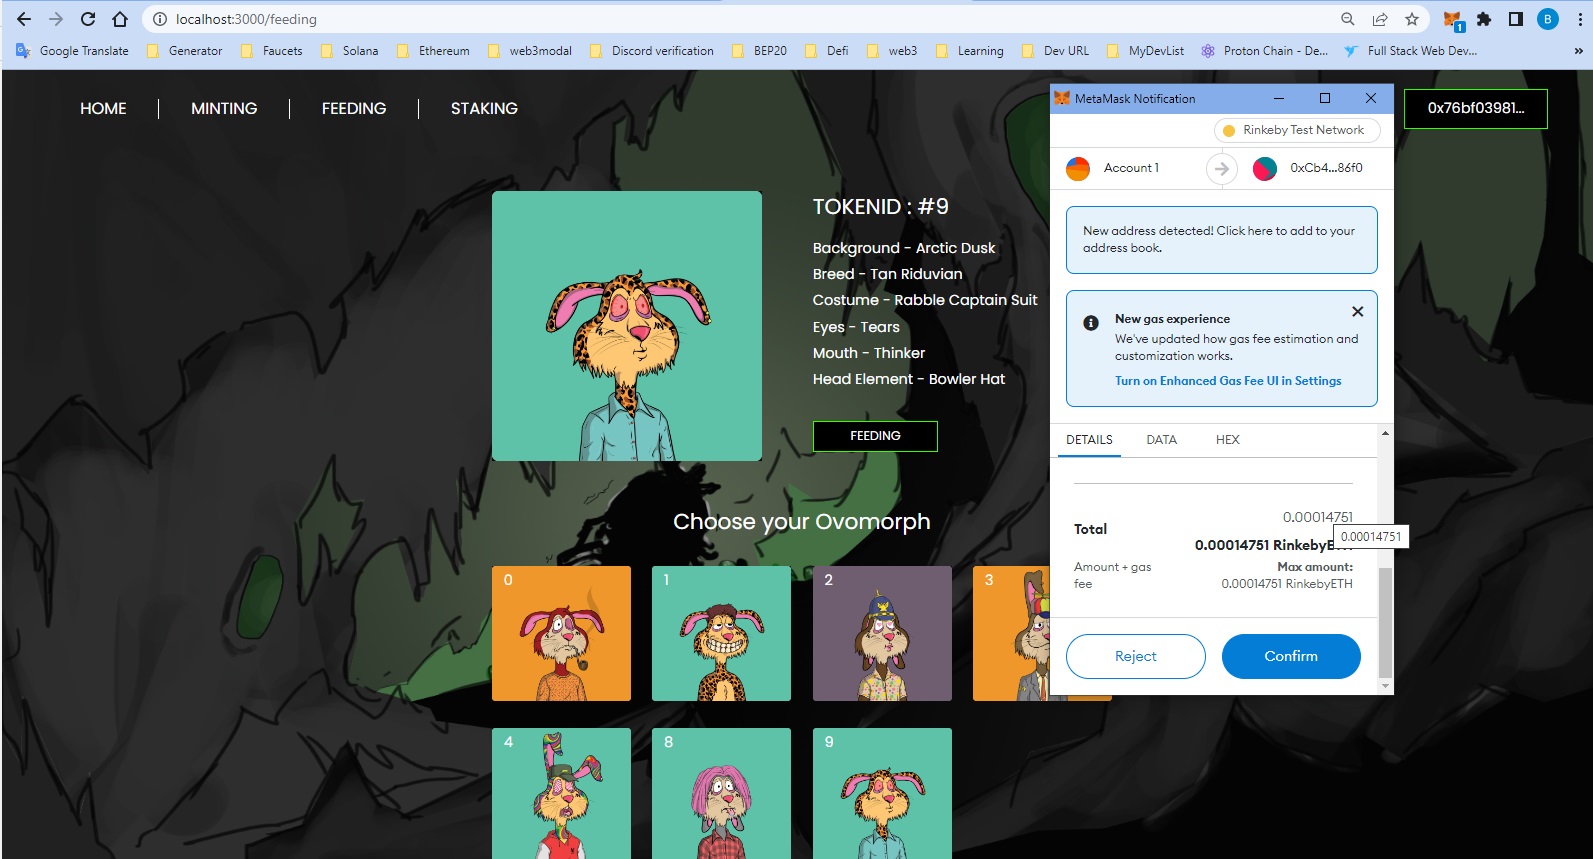 localhost:3000/feeding
1
B
Google Translate
Generator
Faucets
Solana
Ethereum
web3modal
Discord verification
BEP20
Defi
web3
Learning
Dev URL
MyDevList
Proton Chain - De...
Full Stack Web Dev...
»
HOME
MINTING
FEEDING
STAKING
0x76bf03981...
TOKENID : #9
Background - Arctic Dusk
Breed - Tan Riduvian
Costume - Rabble Captain Suit
Eyes - Tears
Mouth - Thinker
Head Element - Bowler Hat
FEEDING
Choose your Ovomorph
0
1
2
3
4
8
9
MetaMask Notification
Rinkeby Test Network
Account 1
0xCb4...86f0
New address detected! Click here to add to your
address book.
New gas experience
We've updated how gas fee estimation and
customization works.
Turn on Enhanced Gas Fee UI in Settings
DETAILS
DATA
HEX
0.00014751
Total
0.00014751
0.00014751 RinkebyETH
Amount + gas
fee
Max amount:
0.00014751 RinkebyETH
Reject
Confirm